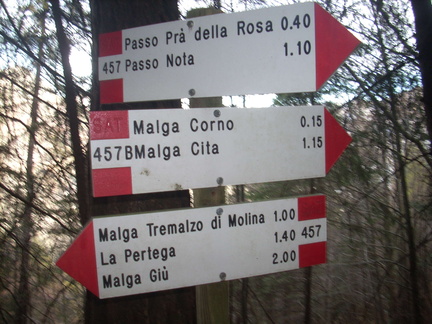 Passo Prà della Rosa 0.40
457 Passo Nota 1.10
SAT Malga Corno 0.15
457B Malga Cita 1.15
Malga Tremalzo di Molina 1.00
La Pertega 1.40 457
Malga Giù 2.00